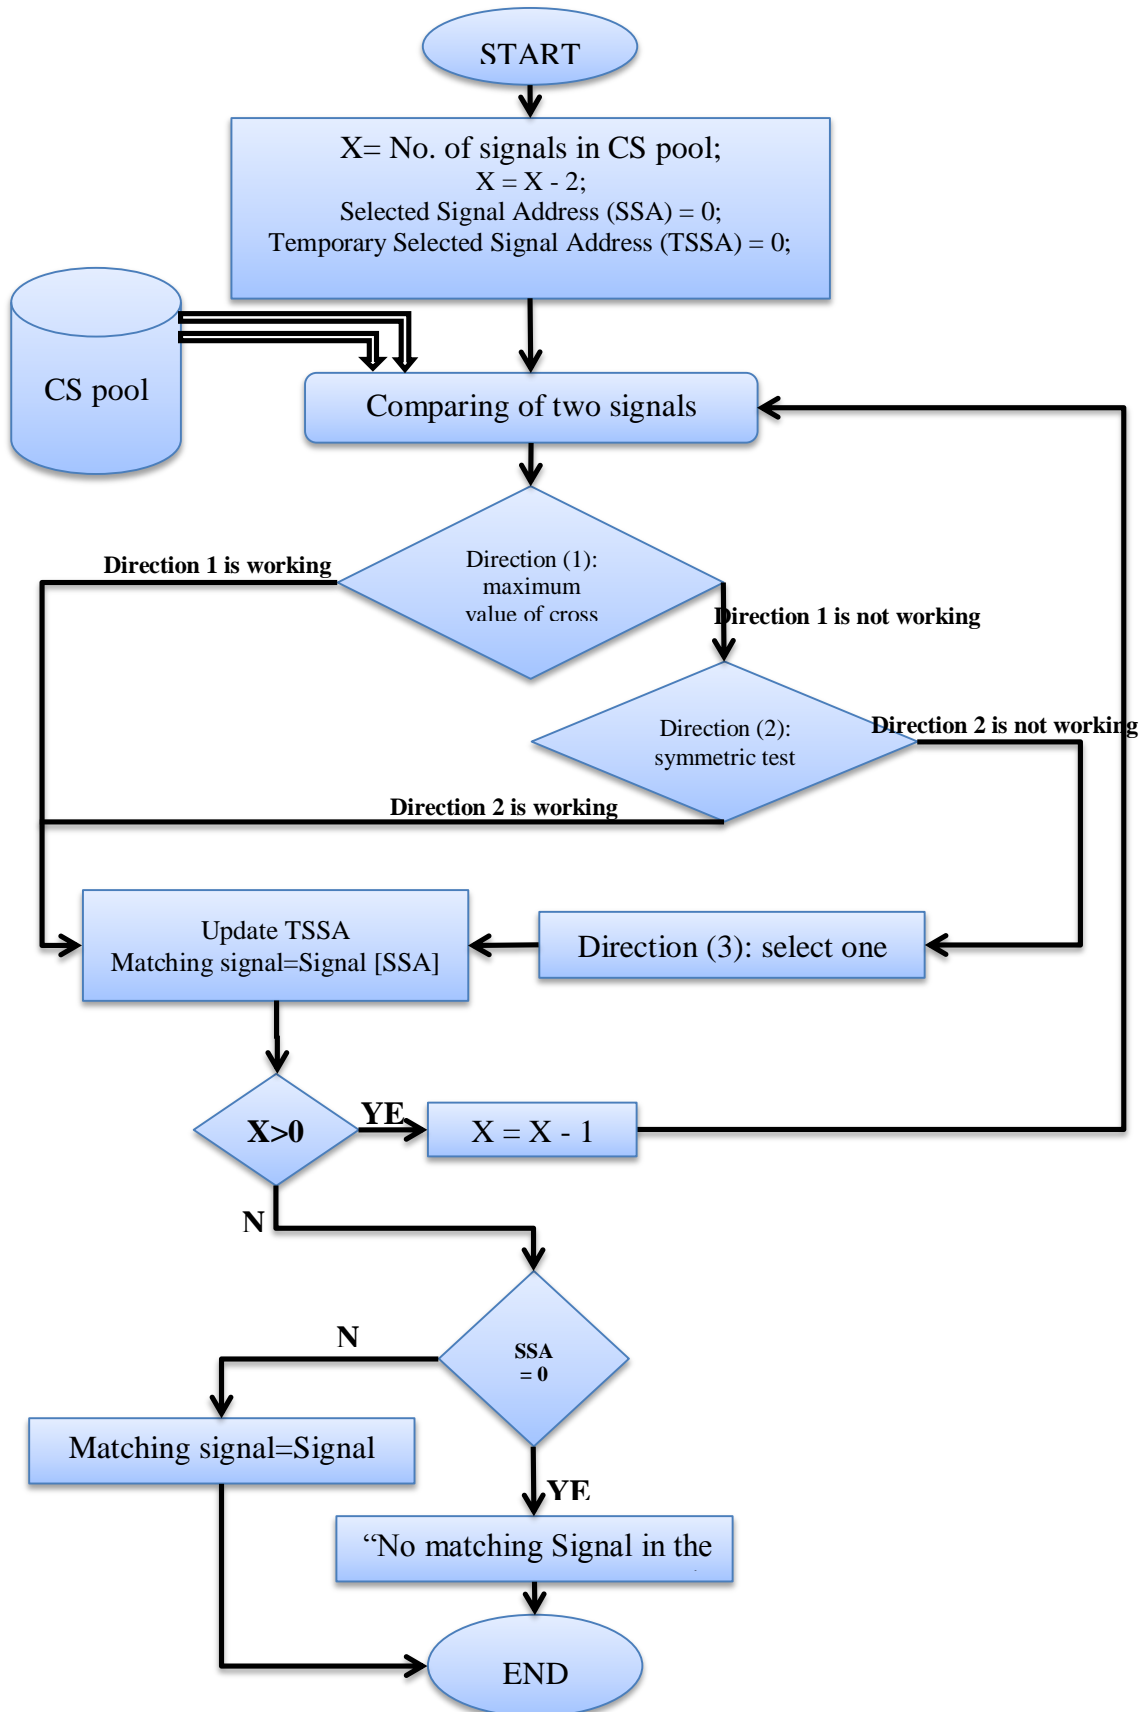 START
X= No. of signals in CS pool;
X = X - 2;
Selected Signal Address (SSA) = 0;
Temporary Selected Signal Address (TSSA) = 0;
CS pool
Comparing of two signals
Direction 1 is working
Direction (1):
maximum
value of cross
Direction 1 is not working
Direction (2):
symmetric test
Direction 2 is not working
Direction 2 is working
Update TSSA
Matching signal=Signal [SSA]
Direction (3): select one
X>0
YE
X = X - 1
N
SSA
= 0
N
Matching signal=Signal
YE
“No matching Signal in the
END